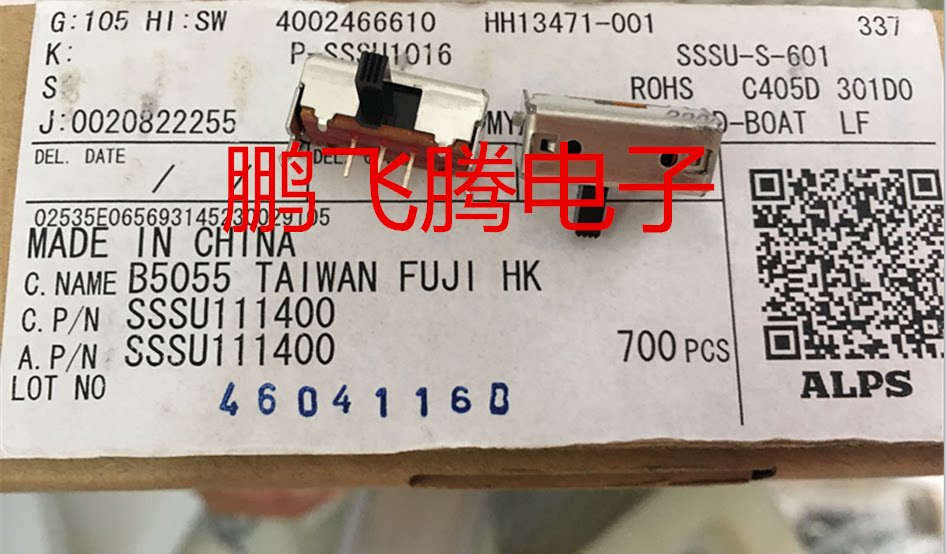 G:105 HI:SW 4002466610 HH13471-001 337
K: P-SSSU1016 SSSU-S-601
S ROHS C405D 301D0
J:0020822255 -BOAT LF
DEL. DATE
/ /
鹏飞腾电子
MADE IN CHINA
C.NAME B5055 TAIWAN FUJI HK
C.P/N SSSU111400
A.P/N SSSU111400
700 PCS
LOT NO
46041160
ALPS